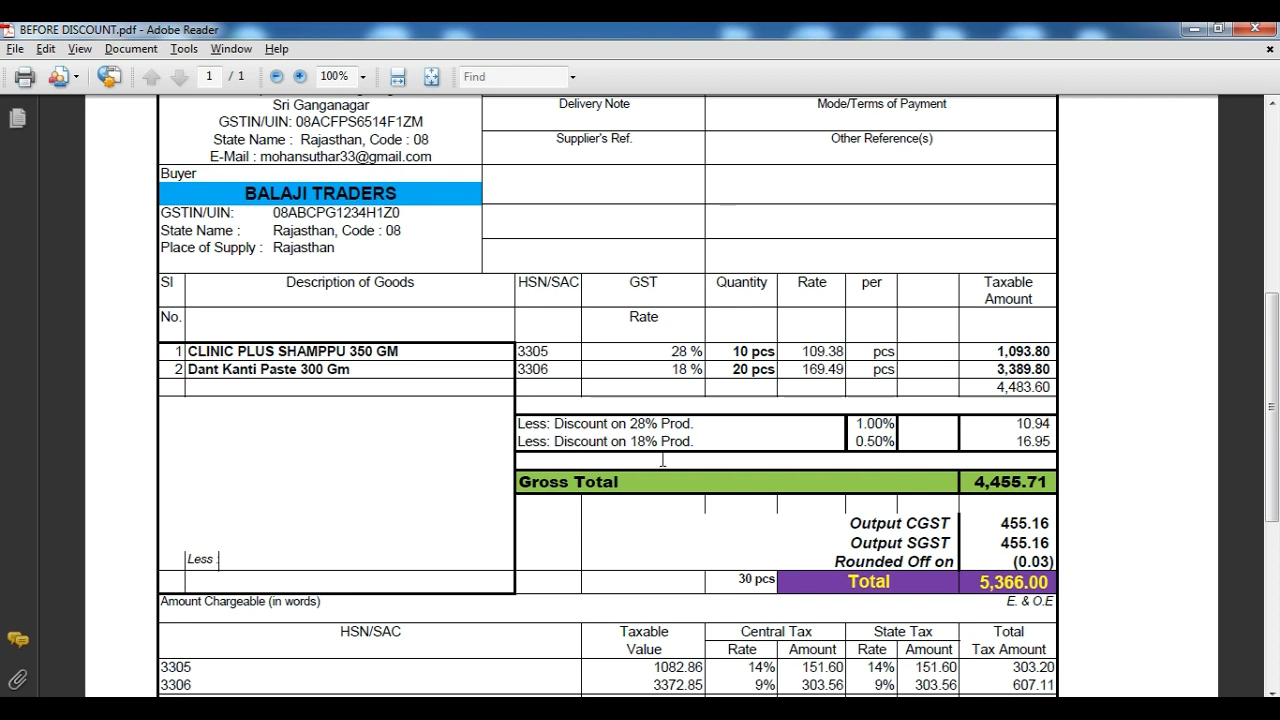 BEFORE DISCOUNT.pdf - Adobe Reader
File Edit View Document Tools Window Help
1 / 1 100% Find
Sri Ganganagar
GSTIN/UIN: 08ACFPS6514F1ZM
State Name : Rajasthan, Code : 08
E-Mail : mohansuthar33@gmail.com
Delivery Note Mode/Terms of Payment
Supplier's Ref. Other Reference(s)
Buyer
BALAJI TRADERS
GSTIN/UIN: 08ABCPG1234H1Z0
State Name : Rajasthan, Code : 08
Place of Supply : Rajasthan
Sl Description of Goods HSN/SAC GST Quantity Rate per Taxable
Amount
No. Rate
1 CLINIC PLUS SHAMPPU 350 GM 3305 28 % 10 pcs 109.38 pcs 1,093.80
2 Dant Kanti Paste 300 Gm 3306 18 % 20 pcs 169.49 pcs 3,389.80
4,483.60
Less: Discount on 28% Prod. 1.00% 10.94
Less: Discount on 18% Prod. 0.50% 16.95
Gross Total 4,455.71
Output CGST 455.16
Output SGST 455.16
Less : Rounded Off on (0.03)
30 pcs Total 5,366.00
Amount Chargeable (in words) E. & O.E
HSN/SAC Taxable Central Tax State Tax Total
Value Rate Amount Rate Amount Tax Amount
3305 1082.86 14% 151.60 14% 151.60 303.20
3306 3372.85 9% 303.56 9% 303.56 607.11